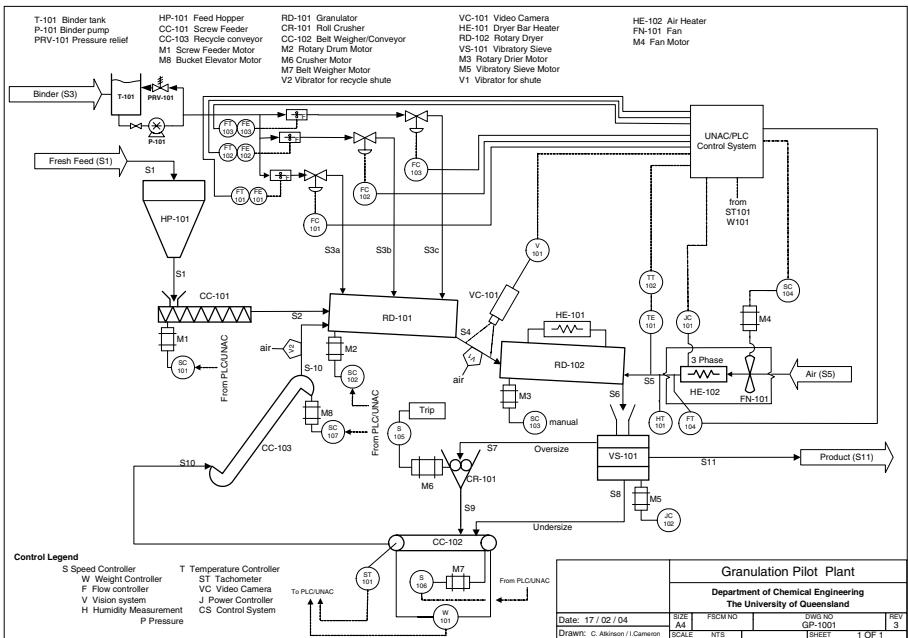 T-101 Binder tank
P-101 Binder pump
PRV-101 Pressure relief
HP-101 Feed Hopper
CC-101 Screw Feeder
CC-103 Recycle conveyor
M1 Screw Feeder Motor
M8 Bucket Elevator Motor
RD-101 Granulator
CR-101 Roll Crusher
CC-102 Belt Weigher/Conveyor
M2 Rotary Drum Motor
M6 Crusher Motor
M7 Belt Weigher Motor
V2 Vibrator for recycle shute
VC-101 Video Camera
HE-101 Dryer Bar Heater
RD-102 Rotary Dryer
VS-101 Vibratory Sieve
M3 Rotary Drier Motor
M5 Vibratory Sieve Motor
V1 Vibrator for shute
HE-102 Air Heater
FN-101 Fan
M4 Fan Motor
Binder (S3)
T-101
PRV-101
P-101
FT 103
FE 103
F
FT 102
FE 102
F
FT 101
FE 101
F
FC 103
FC 102
FC 101
UNAC/PLC
Control System
from
ST101
W101
Fresh Feed (S1)
S1
HP-101
S1
S3a
S3b
S3c
V 101
VC-101
TT 102
TE 101
JC 101
SC 104
M4
CC-101
S2
RD-101
S4
HE-101
RD-102
V1
air
3 Phase
HE-102
FN-101
Air (S5)
S5
M1
SC 101
From PLC/UNAC
air
V2
S-10
M2
SC 102
From PLC/UNAC
M8
SC 107
CC-103
S10
M3
SC 103
manual
S6
HT 101
FT 104
Trip
S 105
M6
CR-101
S7
Oversize
VS-101
S11
Product (S11)
S8
M5
JC 102
S9
Undersize
CC-102
ST 101
S 106
M7
W 101
To PLC/UNAC
From PLC/UNAC
Control Legend
S Speed Controller
W Weight Controller
F Flow controller
V Vision system
H Humidity Measurement
P Pressure
T Temperature Controller
ST Tachometer
VC Video Camera
J Power Controller
CS Control System
Granulation Pilot Plant
Department of Chemical Engineering
The University of Queensland
Date: 17 / 02 / 04
SIZE A4
FSCM NO
DWG NO GP-1001
REV 3
Drawn: C. Atkinson / I.Cameron
SCALE NTS
SHEET 1 OF 1